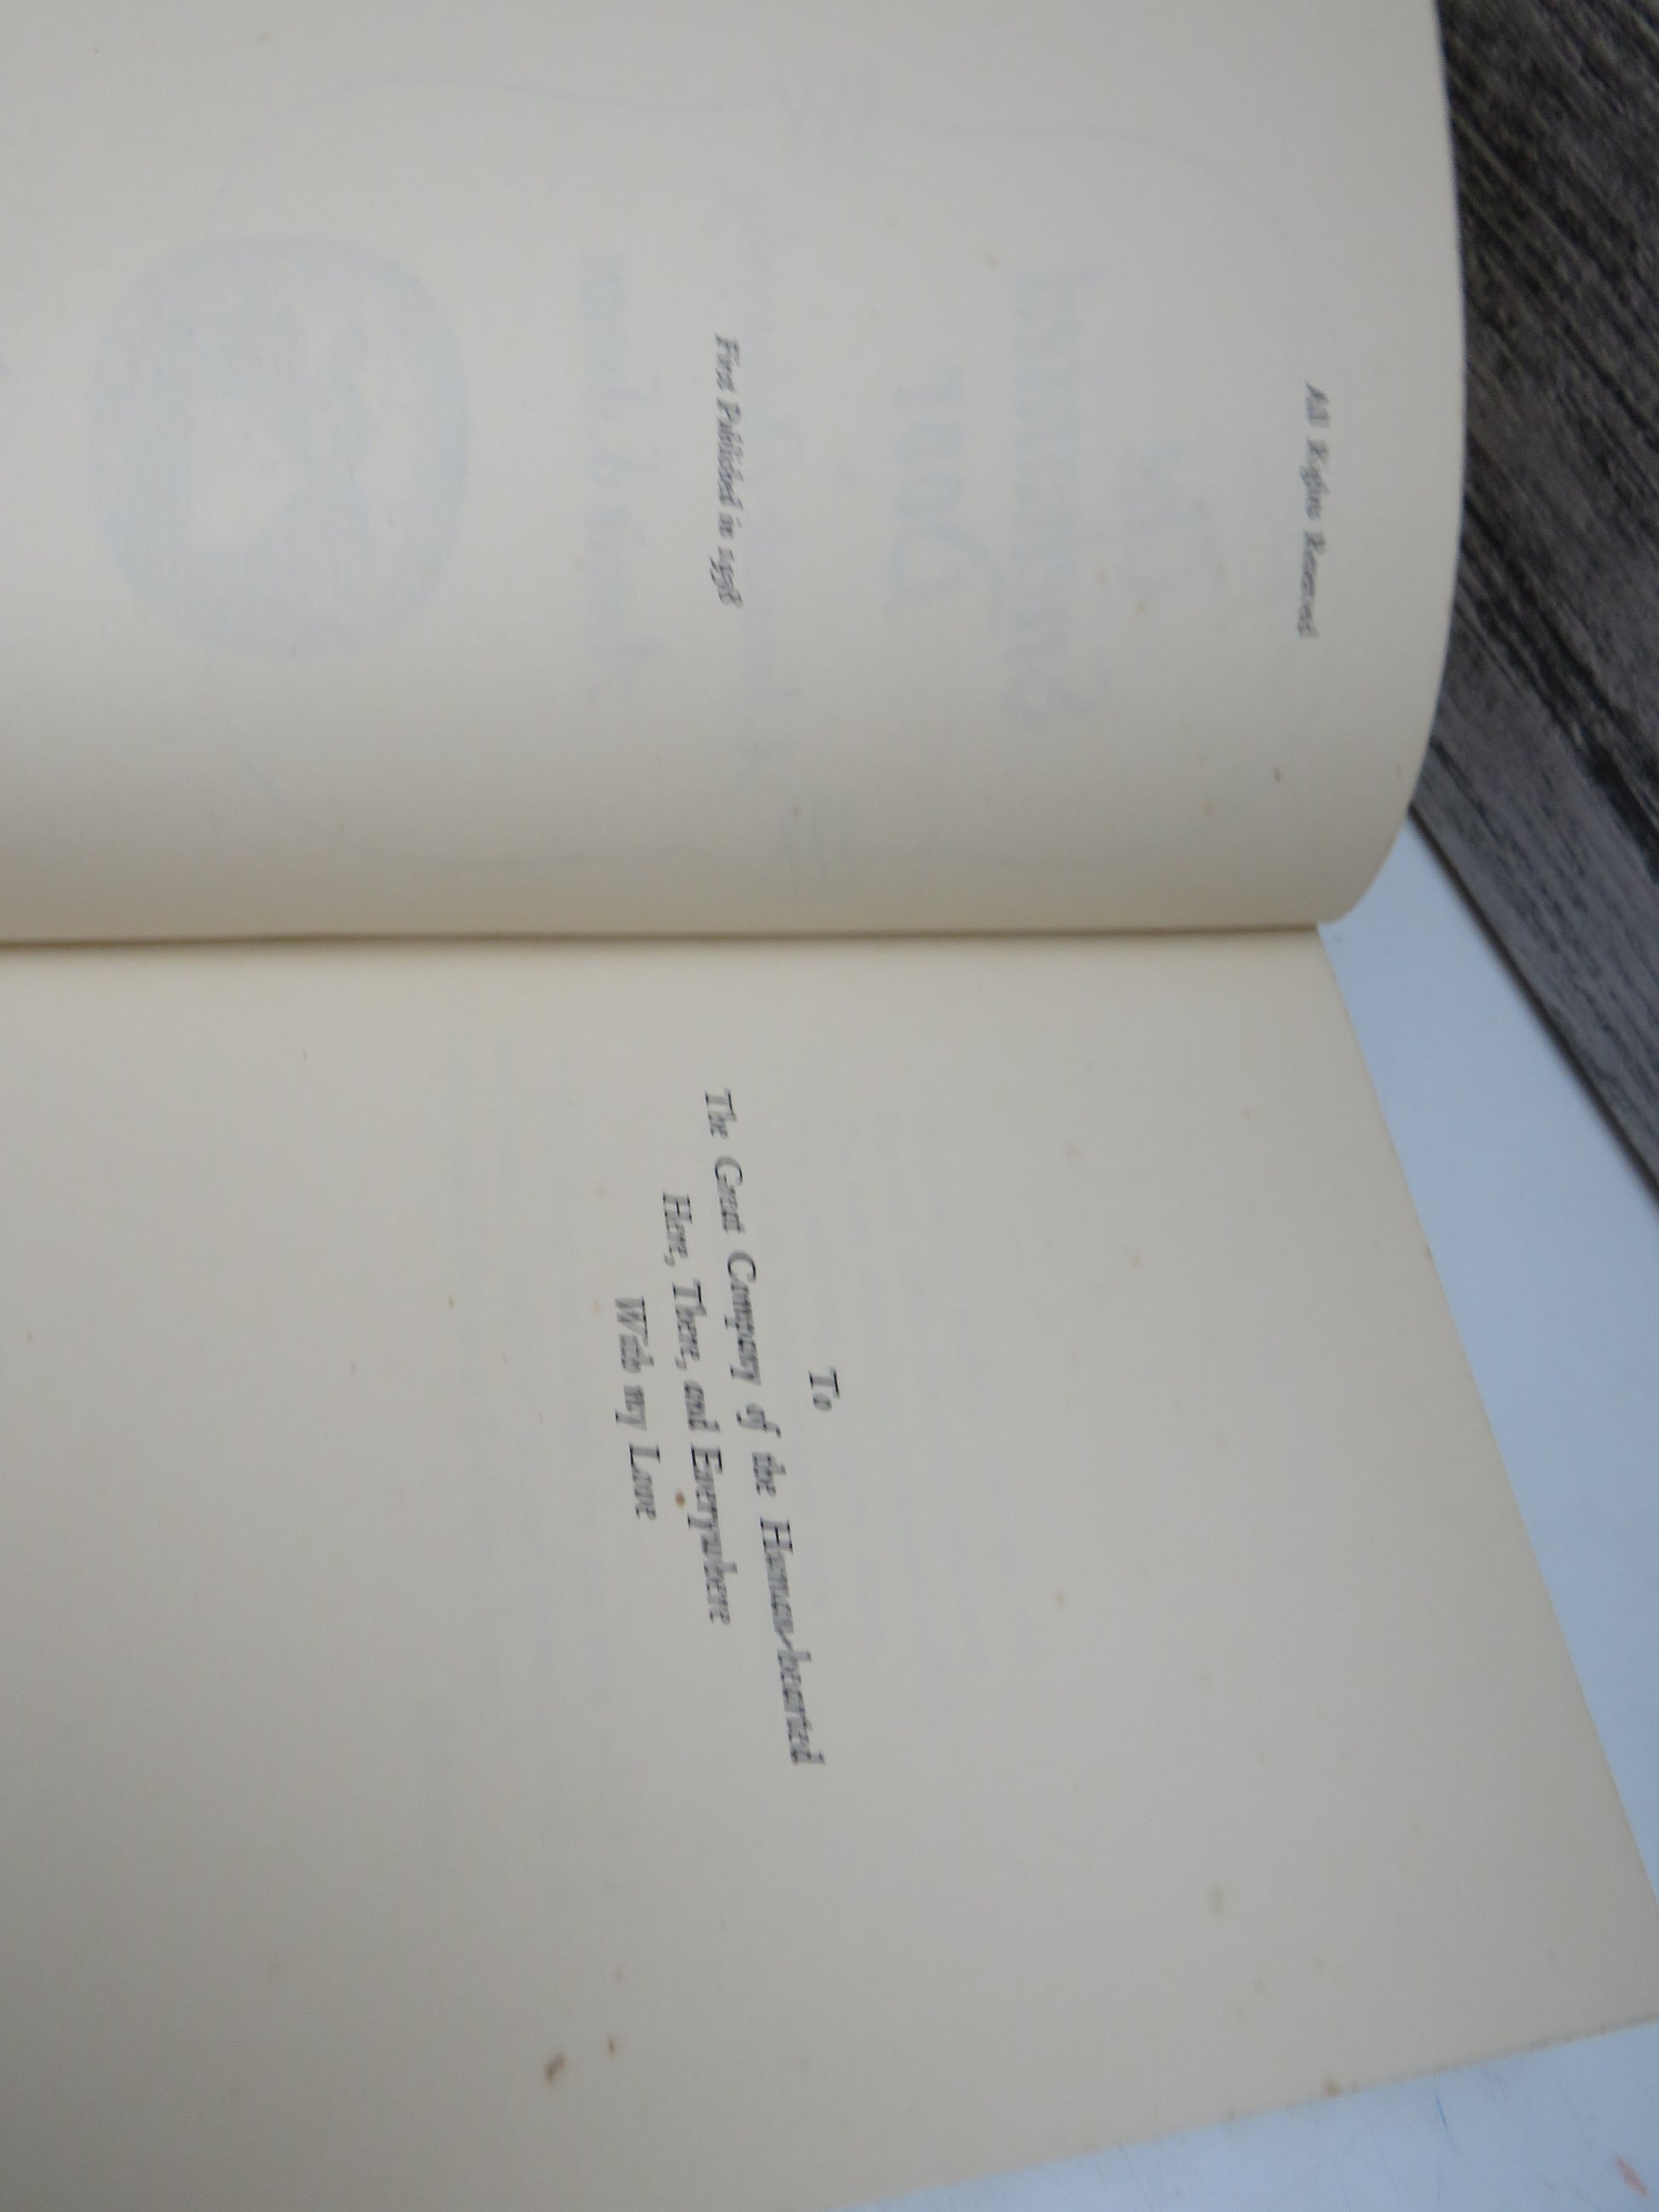 All Rights Reserved
First Published in 1938
To
The Great Company of the Human-hearted
Here, There, and Everywhere
With my Love